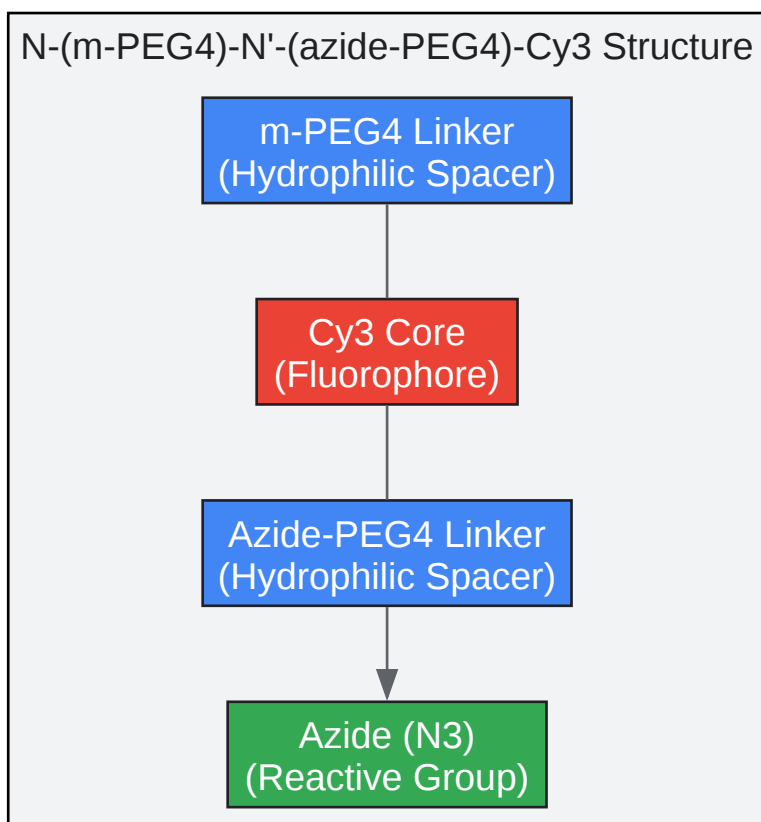 N-(m-PEG4)-N'-(azide-PEG4)-Cy3 Structure
m-PEG4 Linker
(Hydrophilic Spacer)
Cy3 Core
(Fluorophore)
Azide-PEG4 Linker
(Hydrophilic Spacer)
Azide (N3)
(Reactive Group)